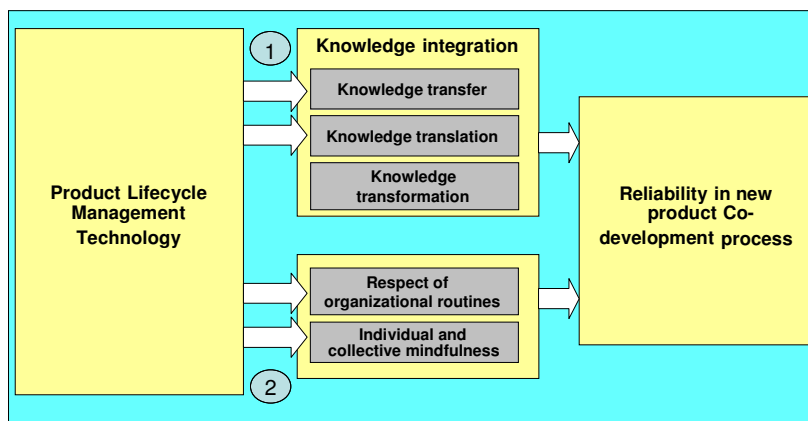 1
Knowledge integration
Knowledge transfer
Knowledge translation
Knowledge
transformation
Product Lifecycle
Management
Technology
Reliability in new
product Co-
development process
Respect of
organizational routines
Individual and
collective mindfulness
2